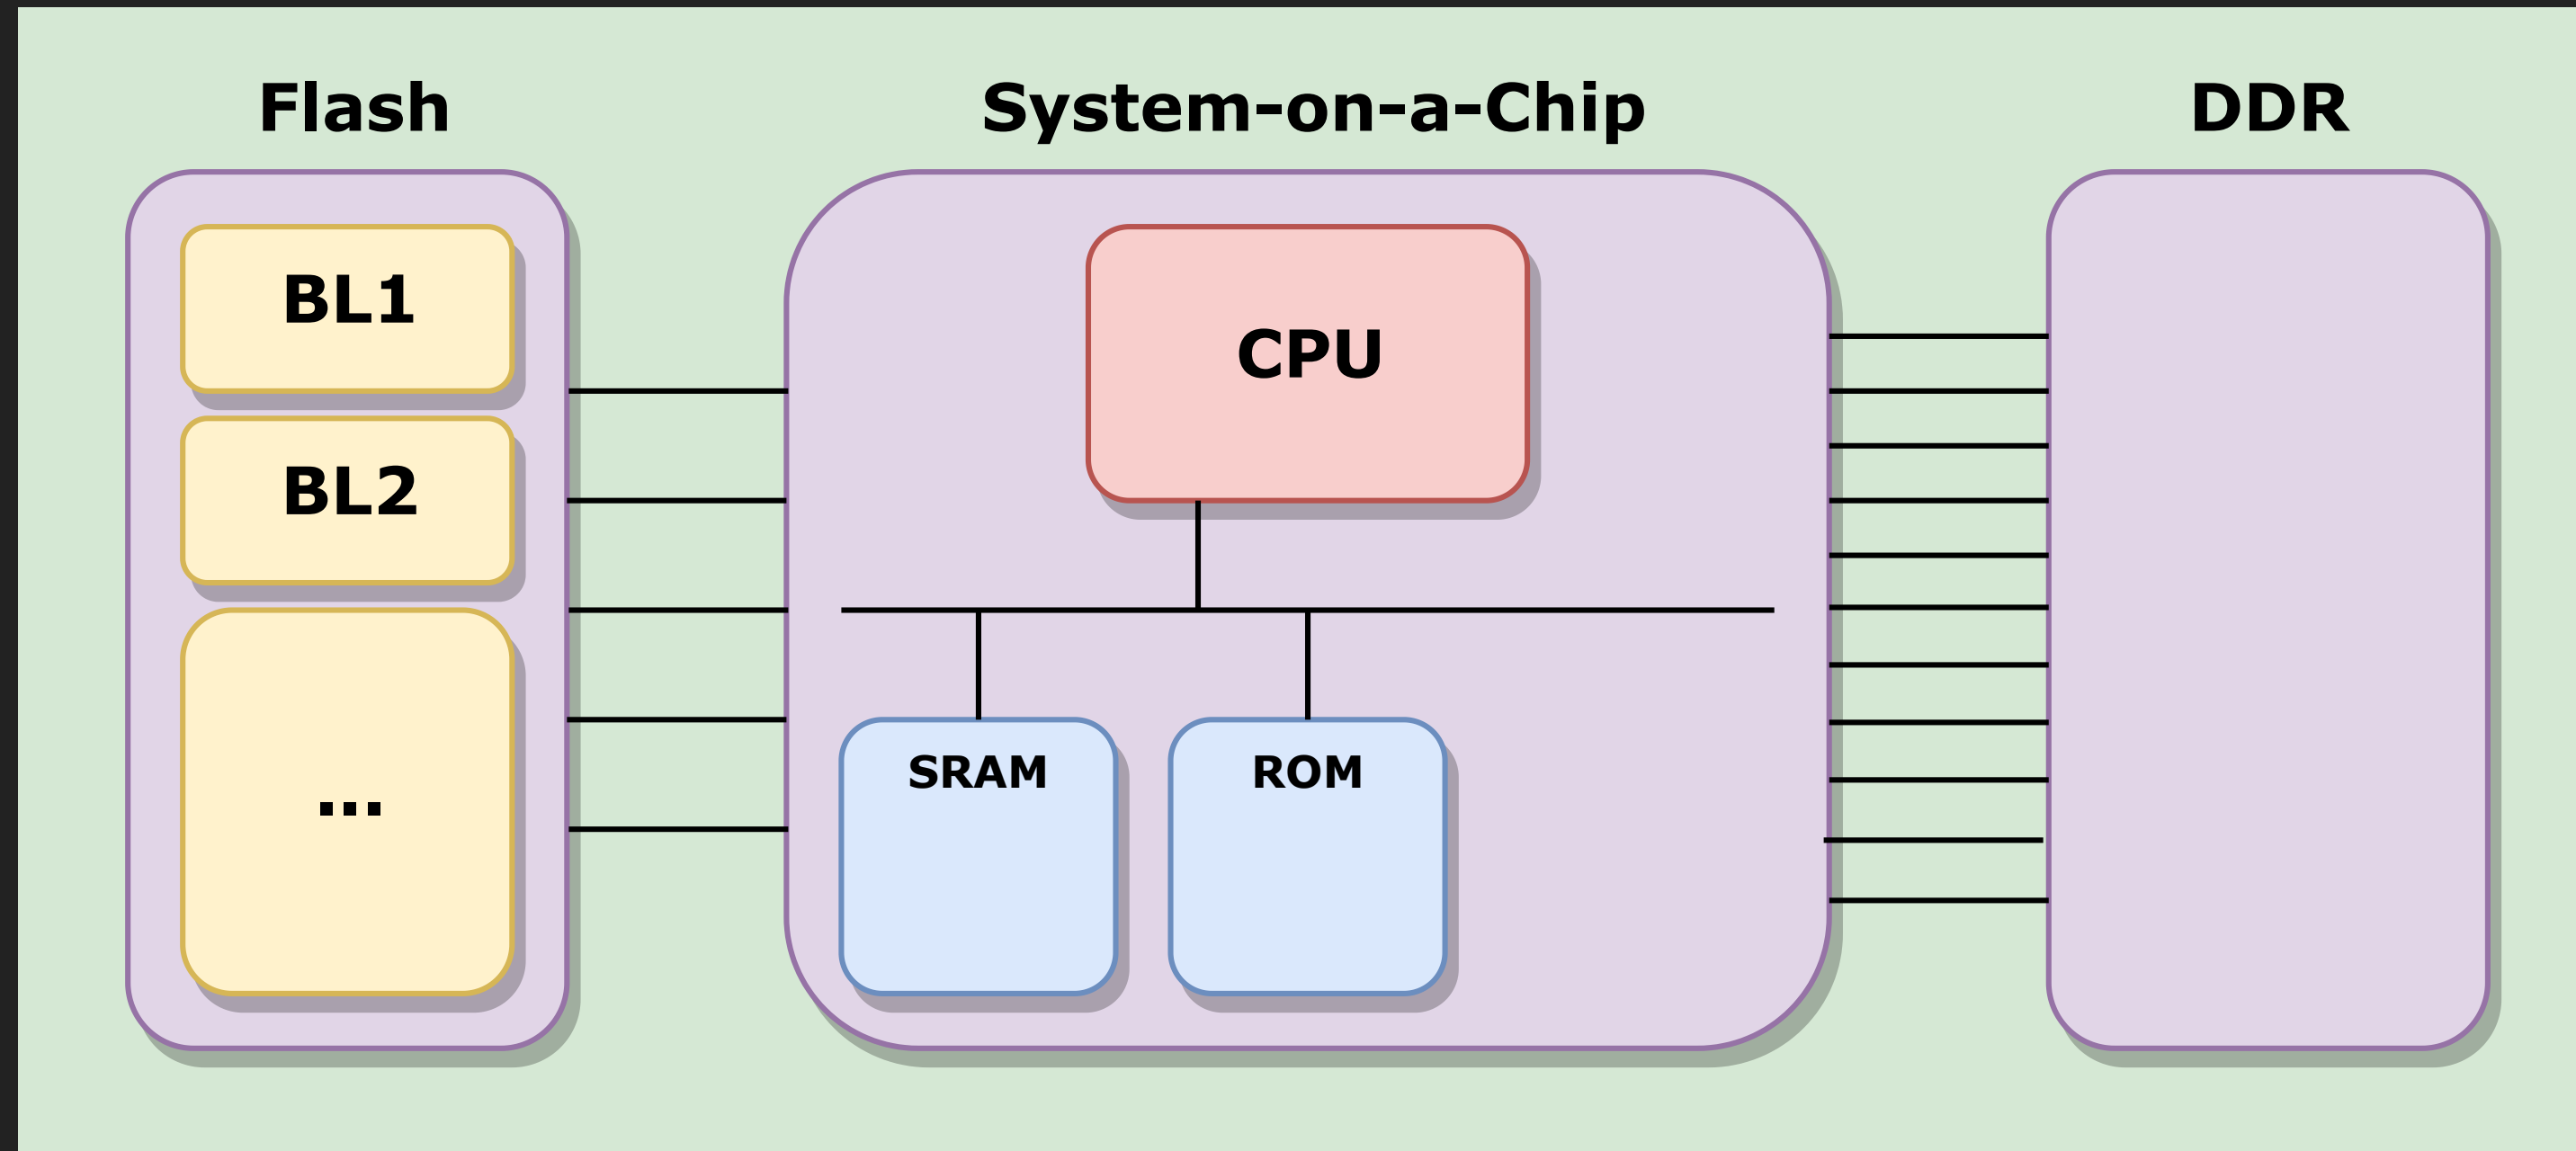 Flash
System-on-a-Chip
DDR
BL1
BL2
...
CPU
SRAM
ROM